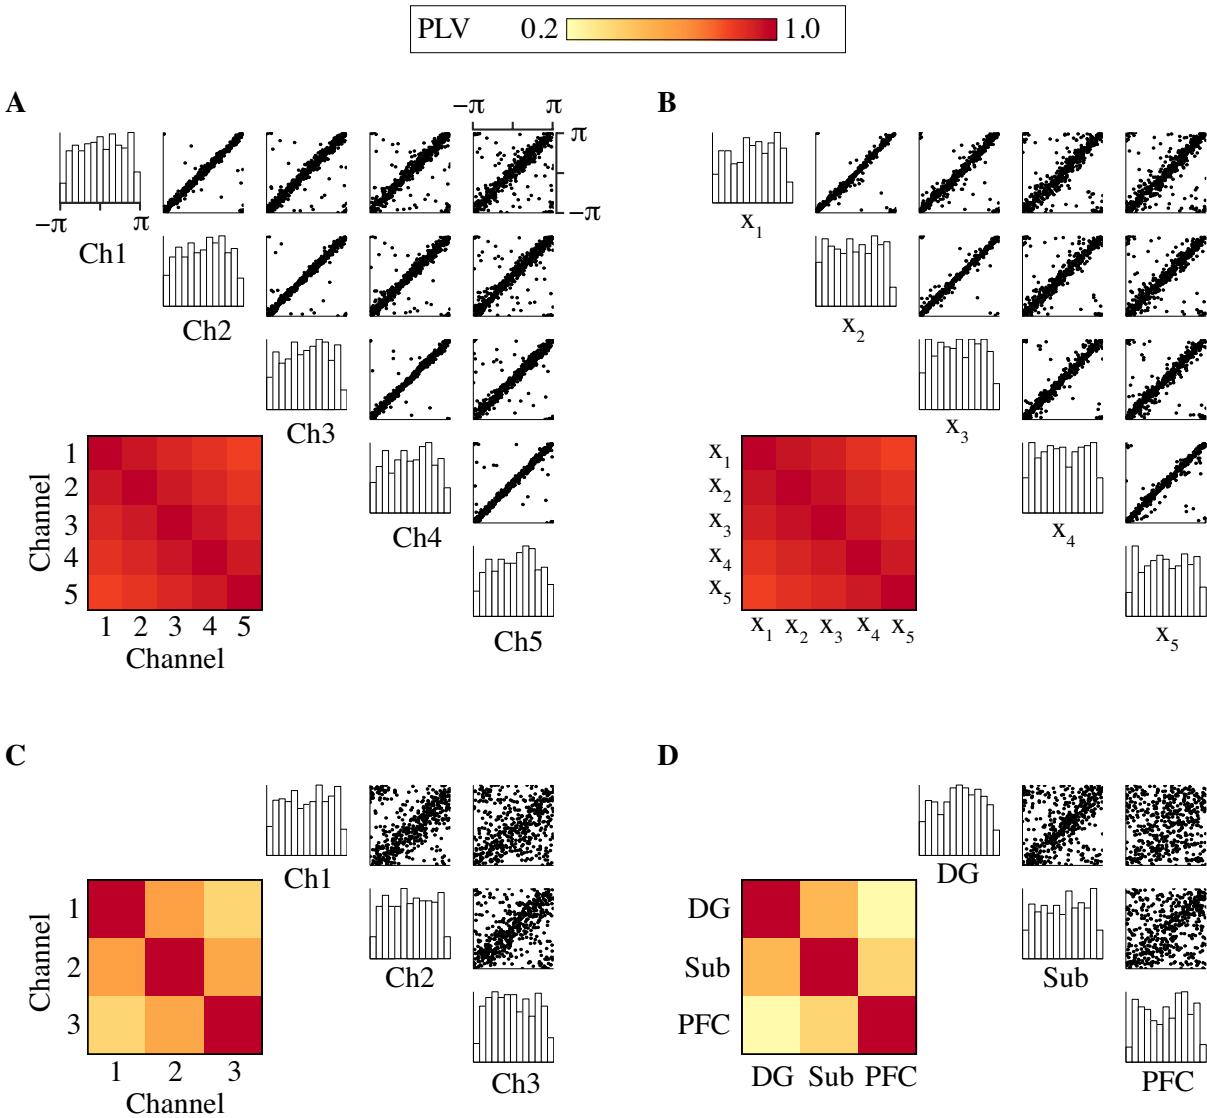 PLV 0.2 1.0
A
B
−π π
π
−π
−π π
Ch1
Ch2
Ch3
Ch4
Ch5
Channel
1
2
3
4
5
1 2 3 4 5
Channel
x1
x2
x3
x4
x5
x1
x2
x3
x4
x5
x1 x2 x3 x4 x5
C
D
Ch1
Ch2
Ch3
Channel
1
2
3
1 2 3
Channel
DG
Sub
PFC
DG
Sub
PFC
DG Sub PFC